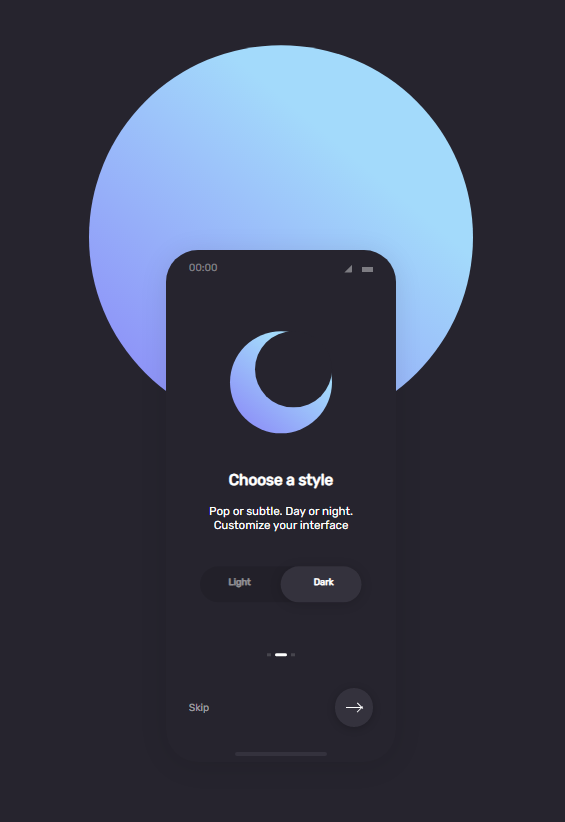 00:00
Choose a style
Pop or subtle. Day or night.
Customize your interface
Light
Dark
Skip